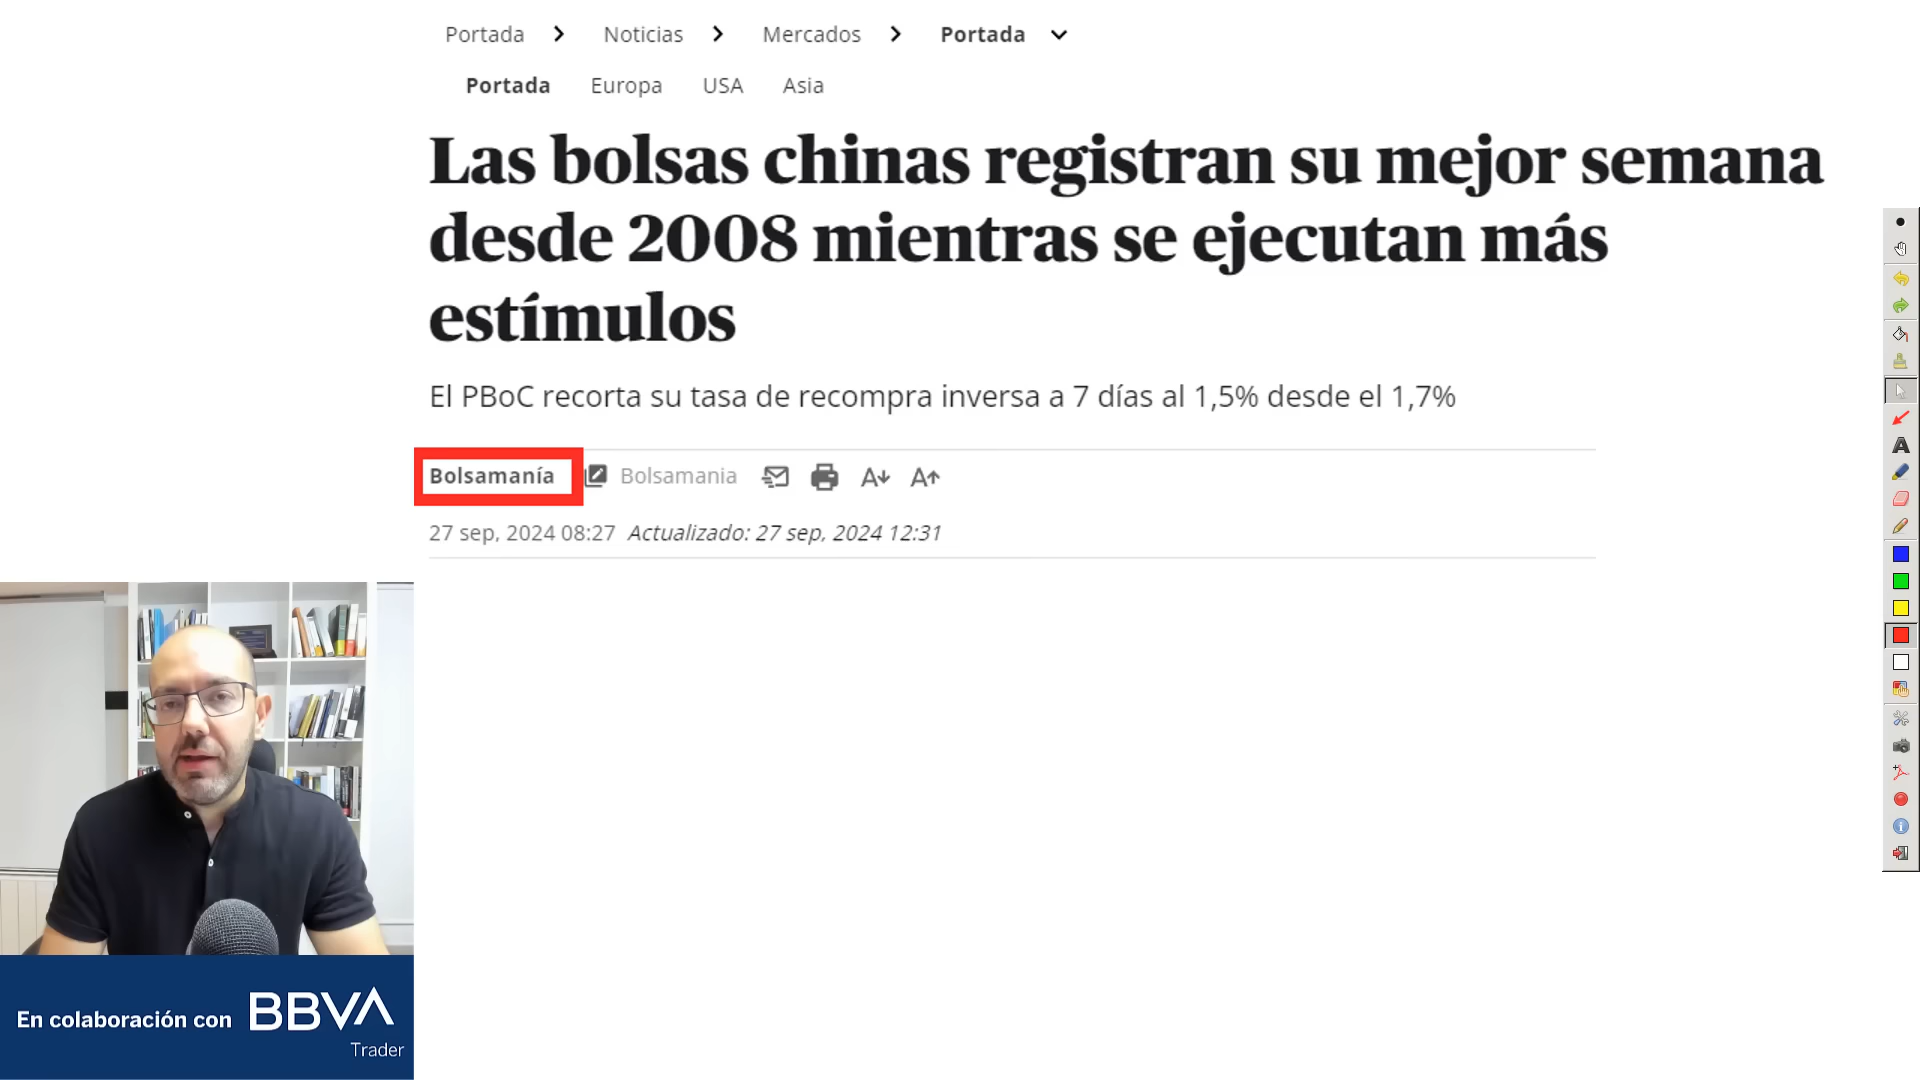 Portada Noticias Mercados Portada
Portada Europa USA Asia
Las bolsas chinas registran su mejor semana
desde 2008 mientras se ejecutan más
estímulos
El PBoC recorta su tasa de recompra inversa a 7 días al 1,5% desde el 1,7%
Bolsamanía Bolsamania A A
27 sep, 2024 08:27 Actualizado: 27 sep, 2024 12:31
A
En colaboración con BBVA
Trader